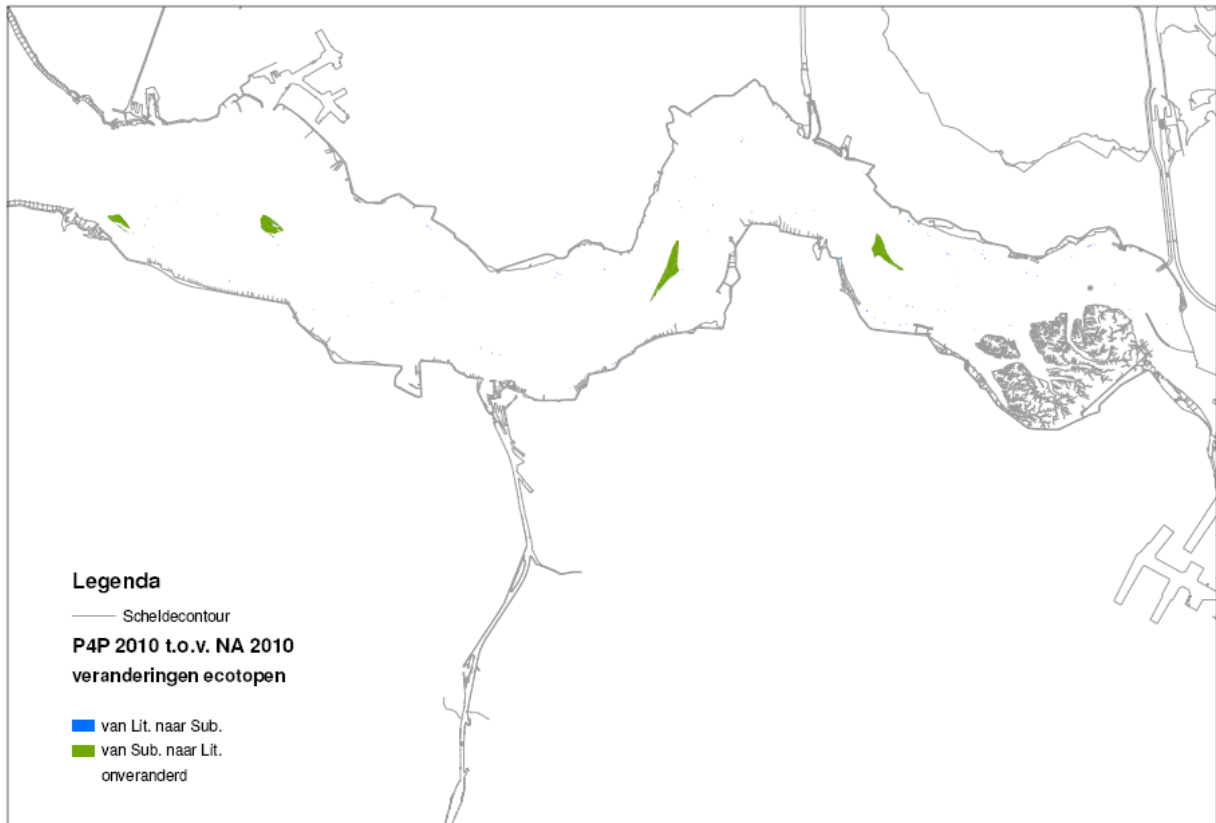 Legenda
Scheldecontour
P4P 2010 t.o.v. NA 2010
veranderingen ecotopen
van Lit. naar Sub.
van Sub. naar Lit.
onveranderd